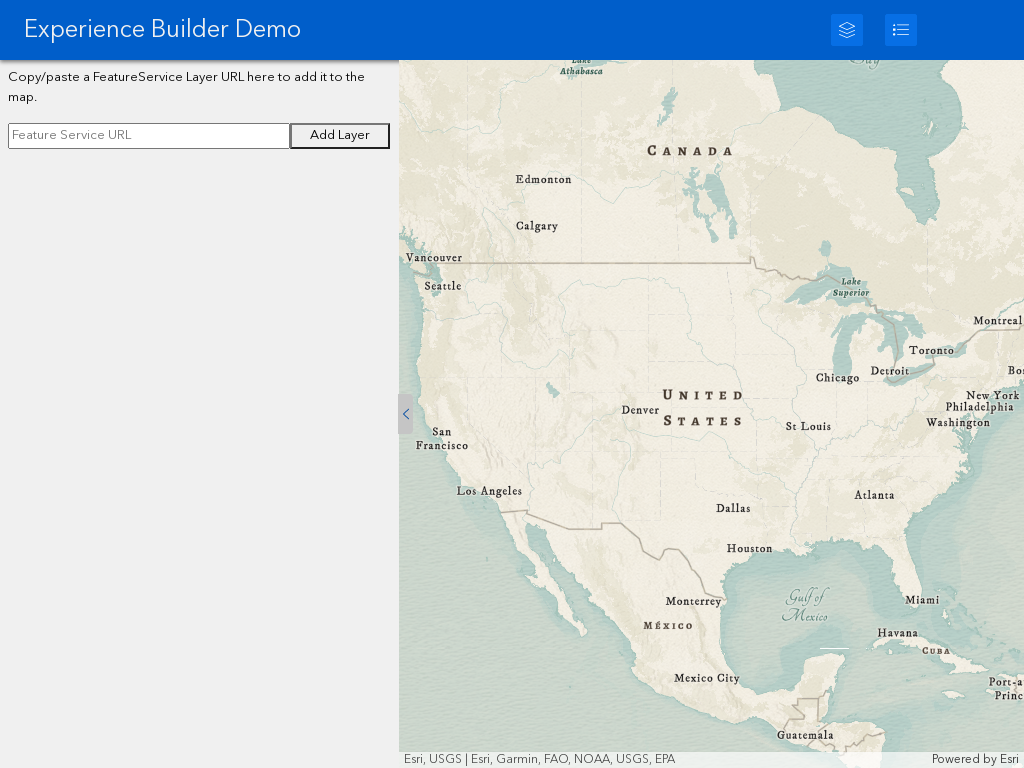 Experience Builder Demo
Copy/paste a FeatureService Layer URL here to add it to the
map.
Feature Service URL
Add Layer
Lake
Athabasca
Bay
CANADA
Edmonton
Calgary
Vancouver
Seattle
Lake
Superior
Montreal
Toronto
Detroit
Chicago
Bos
New York
Philadelphia
Washington
UNITED
STATES
Denver
St Louis
San
Francisco
Los Angeles
Atlanta
Dallas
Houston
Gulf of
Mexico
Miami
Monterrey
MÉXICO
Havana
CUBA
Mexico City
Port-a
Princ
Guatemala
Esri, USGS | Esri, Garmin, FAO, NOAA, USGS, EPA
Powered by Esri